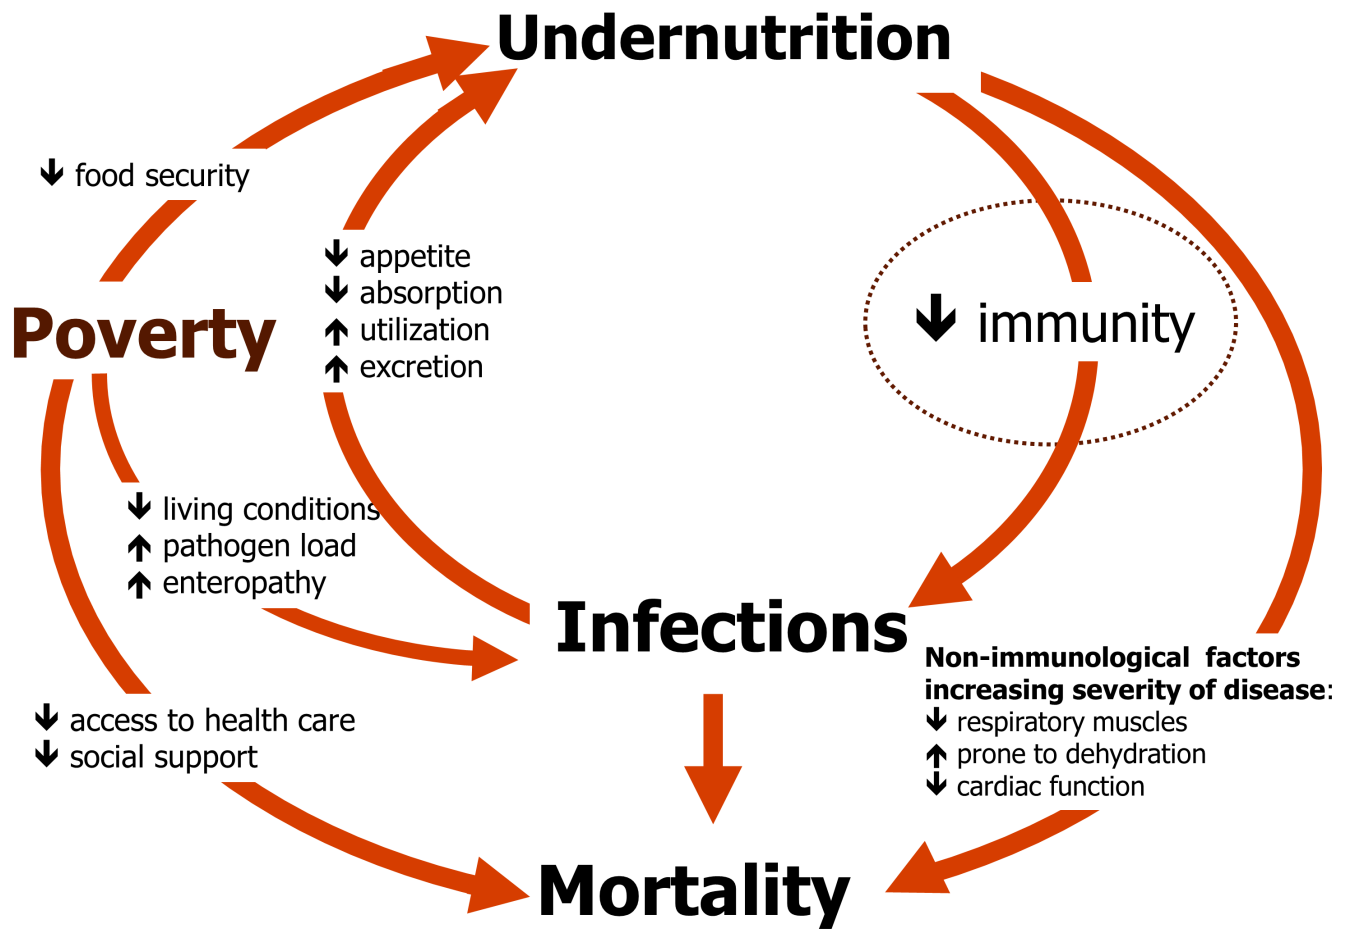 Undernutrition
↓ food security
↓ appetite
↓ absorption
↑ utilization
↑ excretion
Poverty
↓ immunity
↓ living conditions
↑ pathogen load
↑ enteropathy
Infections
Non-immunological factors
increasing severity of disease:
↓ respiratory muscles
↑ prone to dehydration
↓ cardiac function
↓ access to health care
↓ social support
Mortality